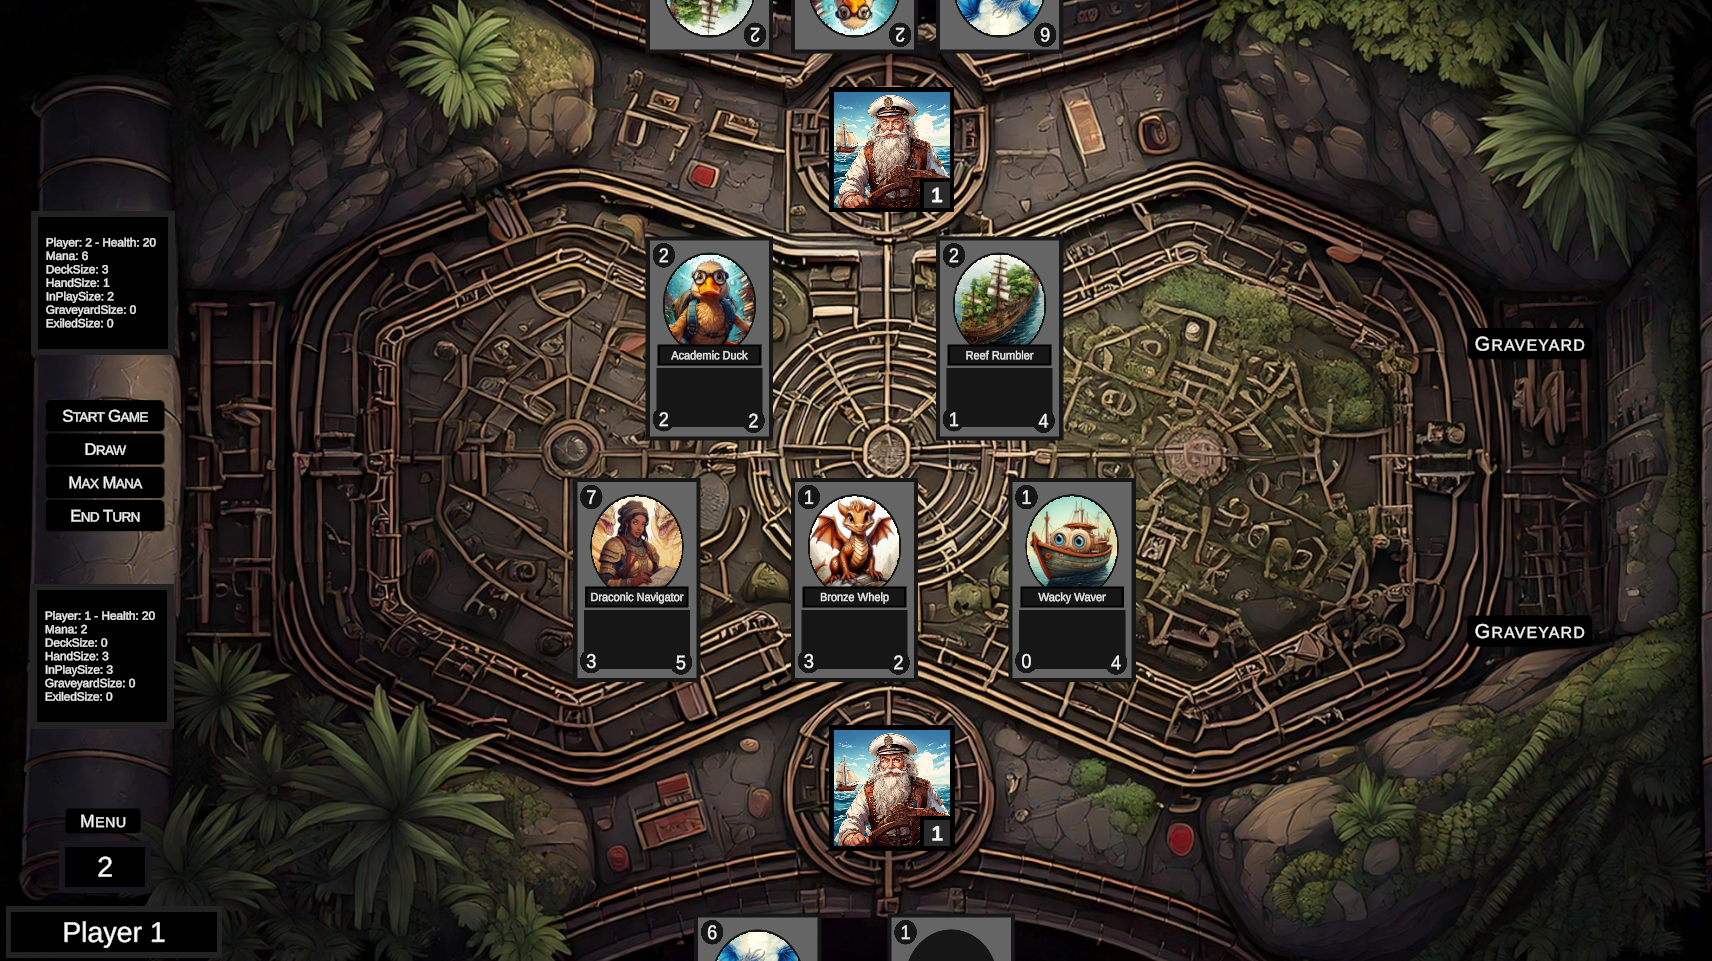 2
2
6
1
2
2
Academic Duck
Reef Rumbler
2
2
1
4
Player: 2 - Health: 20
Mana: 6
DeckSize: 3
HandSize: 1
InPlaySize: 2
GraveyardSize: 0
ExiledSize: 0
GRAVEYARD
START GAME
DRAW
MAX MANA
END TURN
7
1
1
Draconic Navigator
Bronze Whelp
Wacky Waver
3
5
3
2
0
4
GRAVEYARD
Player: 1 - Health: 20
Mana: 2
DeckSize: 0
HandSize: 3
InPlaySize: 3
GraveyardSize: 0
ExiledSize: 0
1
MENU
2
Player 1
6
1